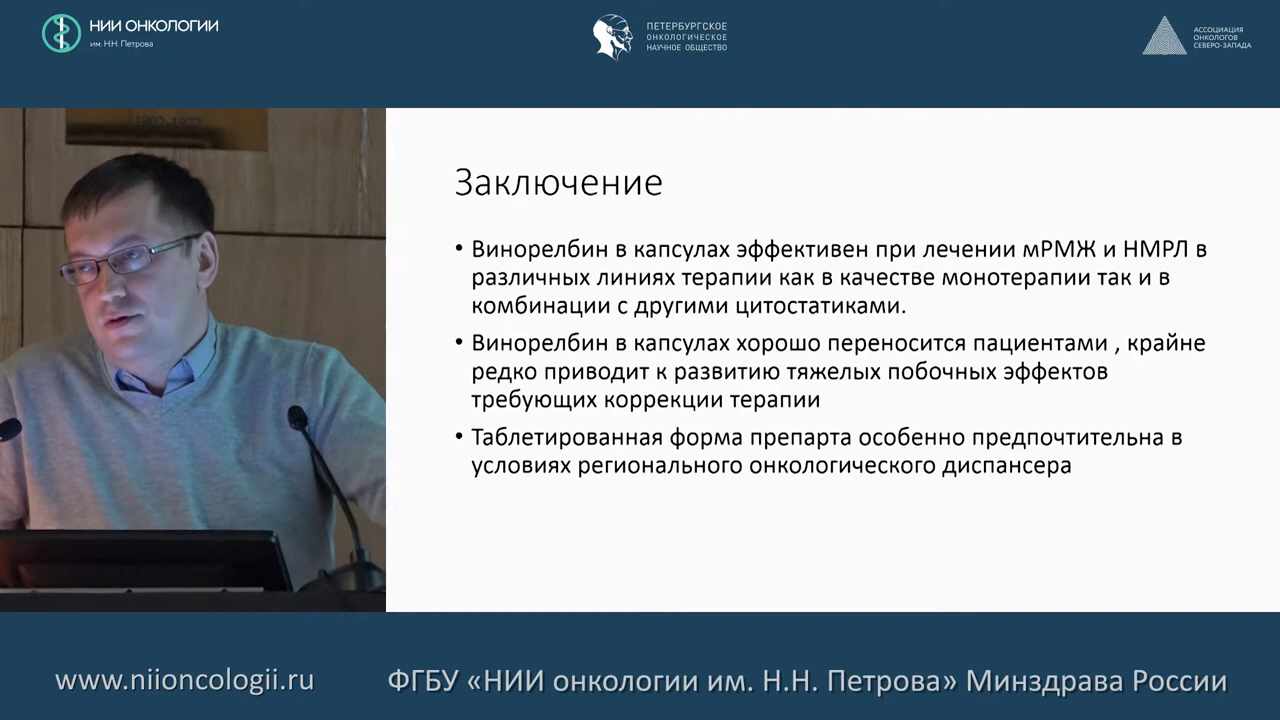 НИИ ОНКОЛОГИИ
им. Н.Н. Петрова
ПЕТЕРБУРГСКОЕ
ОНКОЛОГИЧЕСКОЕ
НАУЧНОЕ ОБЩЕСТВО
АССОЦИАЦИЯ
ОНКОЛОГОВ
СЕВЕРО-ЗАПАДА
Заключение
• Винорелбин в капсулах эффективен при лечении мРМЖ и НМРЛ в
различных линиях терапии как в качестве монотерапии так и в
комбинации с другими цитостатиками.
• Винорелбин в капсулах хорошо переносится пациентами , крайне
редко приводит к развитию тяжелых побочных эффектов
требующих коррекции терапии
• Таблетированная форма препарта особенно предпочтительна в
условиях регионального онкологического диспансера
www.niioncologii.ru
ФГБУ «НИИ онкологии им. Н.Н. Петрова» Минздрава России